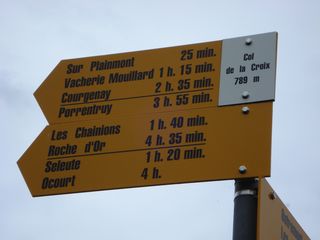 Sur Plainmont 25 min.
Vacherie Mouillard 1 h. 15 min.
Courgenay 2 h. 35 min.
Porrentruy 3 h. 55 min.
Col
de la Croix
789 m
Les Chainions 1 h. 40 min.
Roche d'Or 4 h. 35 min.
Seleute 1 h. 20 min.
Ocourt 4 h.